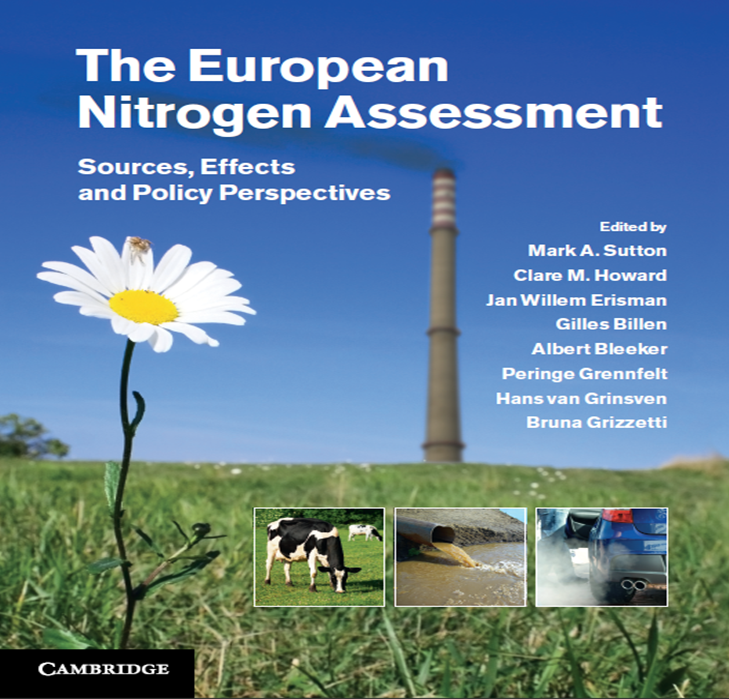 The European
Nitrogen Assessment
Sources, Effects
and Policy Perspectives
Edited by
Mark A. Sutton
Clare M. Howard
Jan Willem Erisman
Gilles Billen
Albert Bleeker
Peringe Grennfelt
Hans van Grinsven
Bruna Grizzetti
CAMBRIDGE